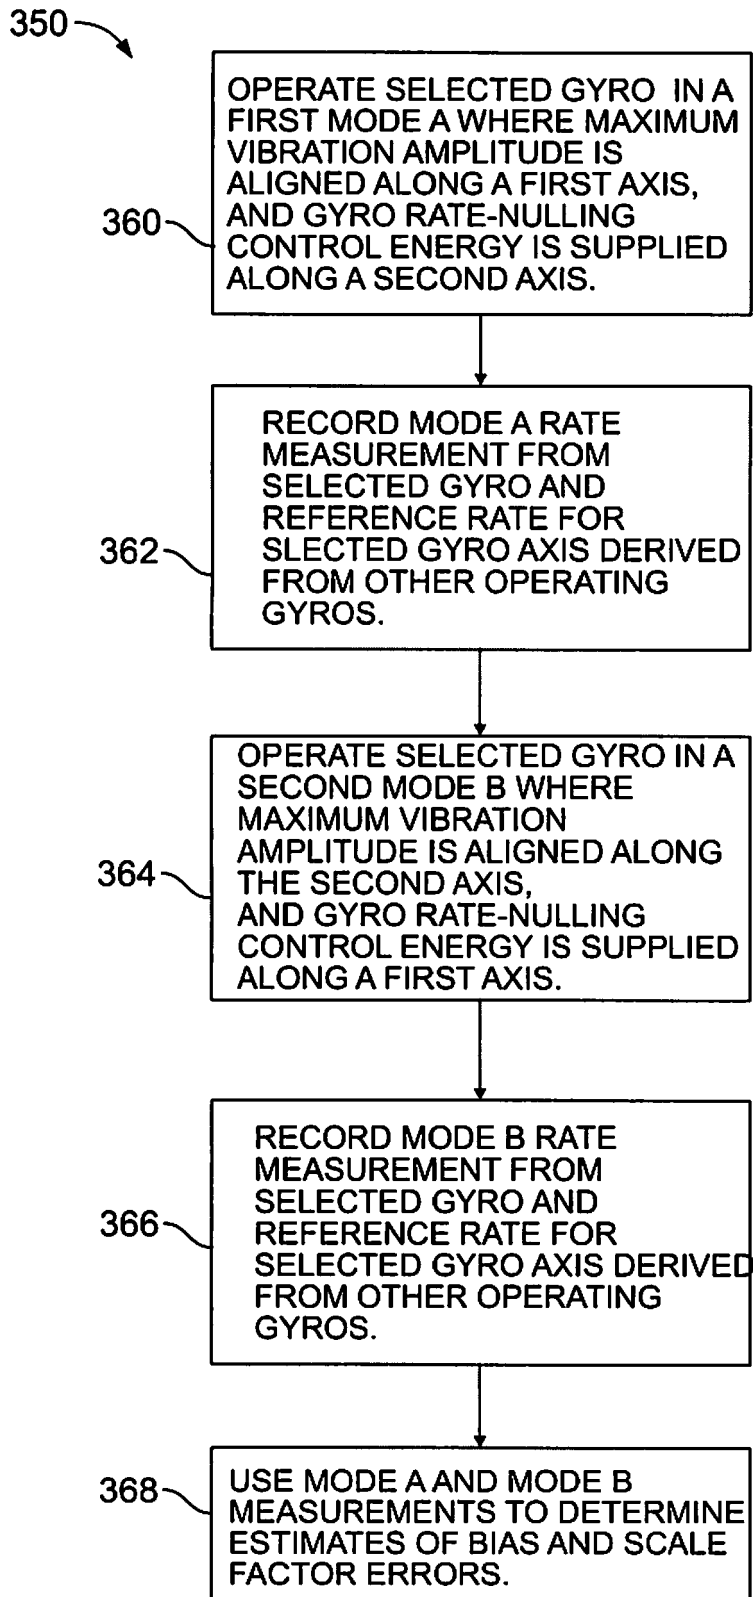 350
OPERATE SELECTED GYRO IN A
FIRST MODE A WHERE MAXIMUM
VIBRATION AMPLITUDE IS
ALIGNED ALONG A FIRST AXIS,
AND GYRO RATE-NULLING
CONTROL ENERGY IS SUPPLIED
ALONG A SECOND AXIS.
360
RECORD MODE A RATE
MEASUREMENT FROM
SELECTED GYRO AND
REFERENCE RATE FOR
SLECTED GYRO AXIS DERIVED
FROM OTHER OPERATING
GYROS.
362
OPERATE SELECTED GYRO IN A
SECOND MODE B WHERE
MAXIMUM VIBRATION
AMPLITUDE IS ALIGNED ALONG
THE SECOND AXIS,
AND GYRO RATE-NULLING
CONTROL ENERGY IS SUPPLIED
ALONG A FIRST AXIS.
364
RECORD MODE B RATE
MEASUREMENT FROM
SELECTED GYRO AND
REFERENCE RATE FOR
SELECTED GYRO AXIS DERIVED
FROM OTHER OPERATING
GYROS.
366
USE MODE A AND MODE B
MEASUREMENTS TO DETERMINE
ESTIMATES OF BIAS AND SCALE
FACTOR ERRORS.
368